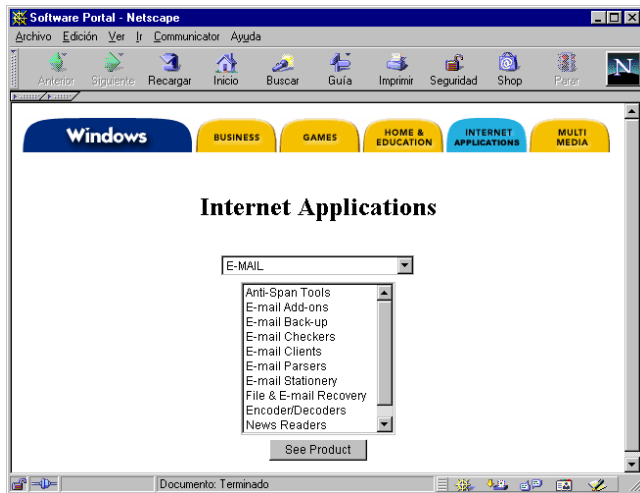 Software Portal - Netscape
Archivo Edición Ver Ir Communicator Ayuda
Anterior Siguiente Recargar Inicio Buscar Guía Imprimir Seguridad Shop Parar
N
Windows
BUSINESS
GAMES
HOME &
EDUCATION
INTERNET
APPLICATIONS
MULTI
MEDIA
Internet Applications
E-MAIL
Anti-Span Tools
E-mail Add-ons
E-mail Back-up
E-mail Checkers
E-mail Clients
E-mail Parsers
E-mail Stationery
File & E-mail Recovery
Encoder/Decoders
News Readers
See Product
Documento: Terminado